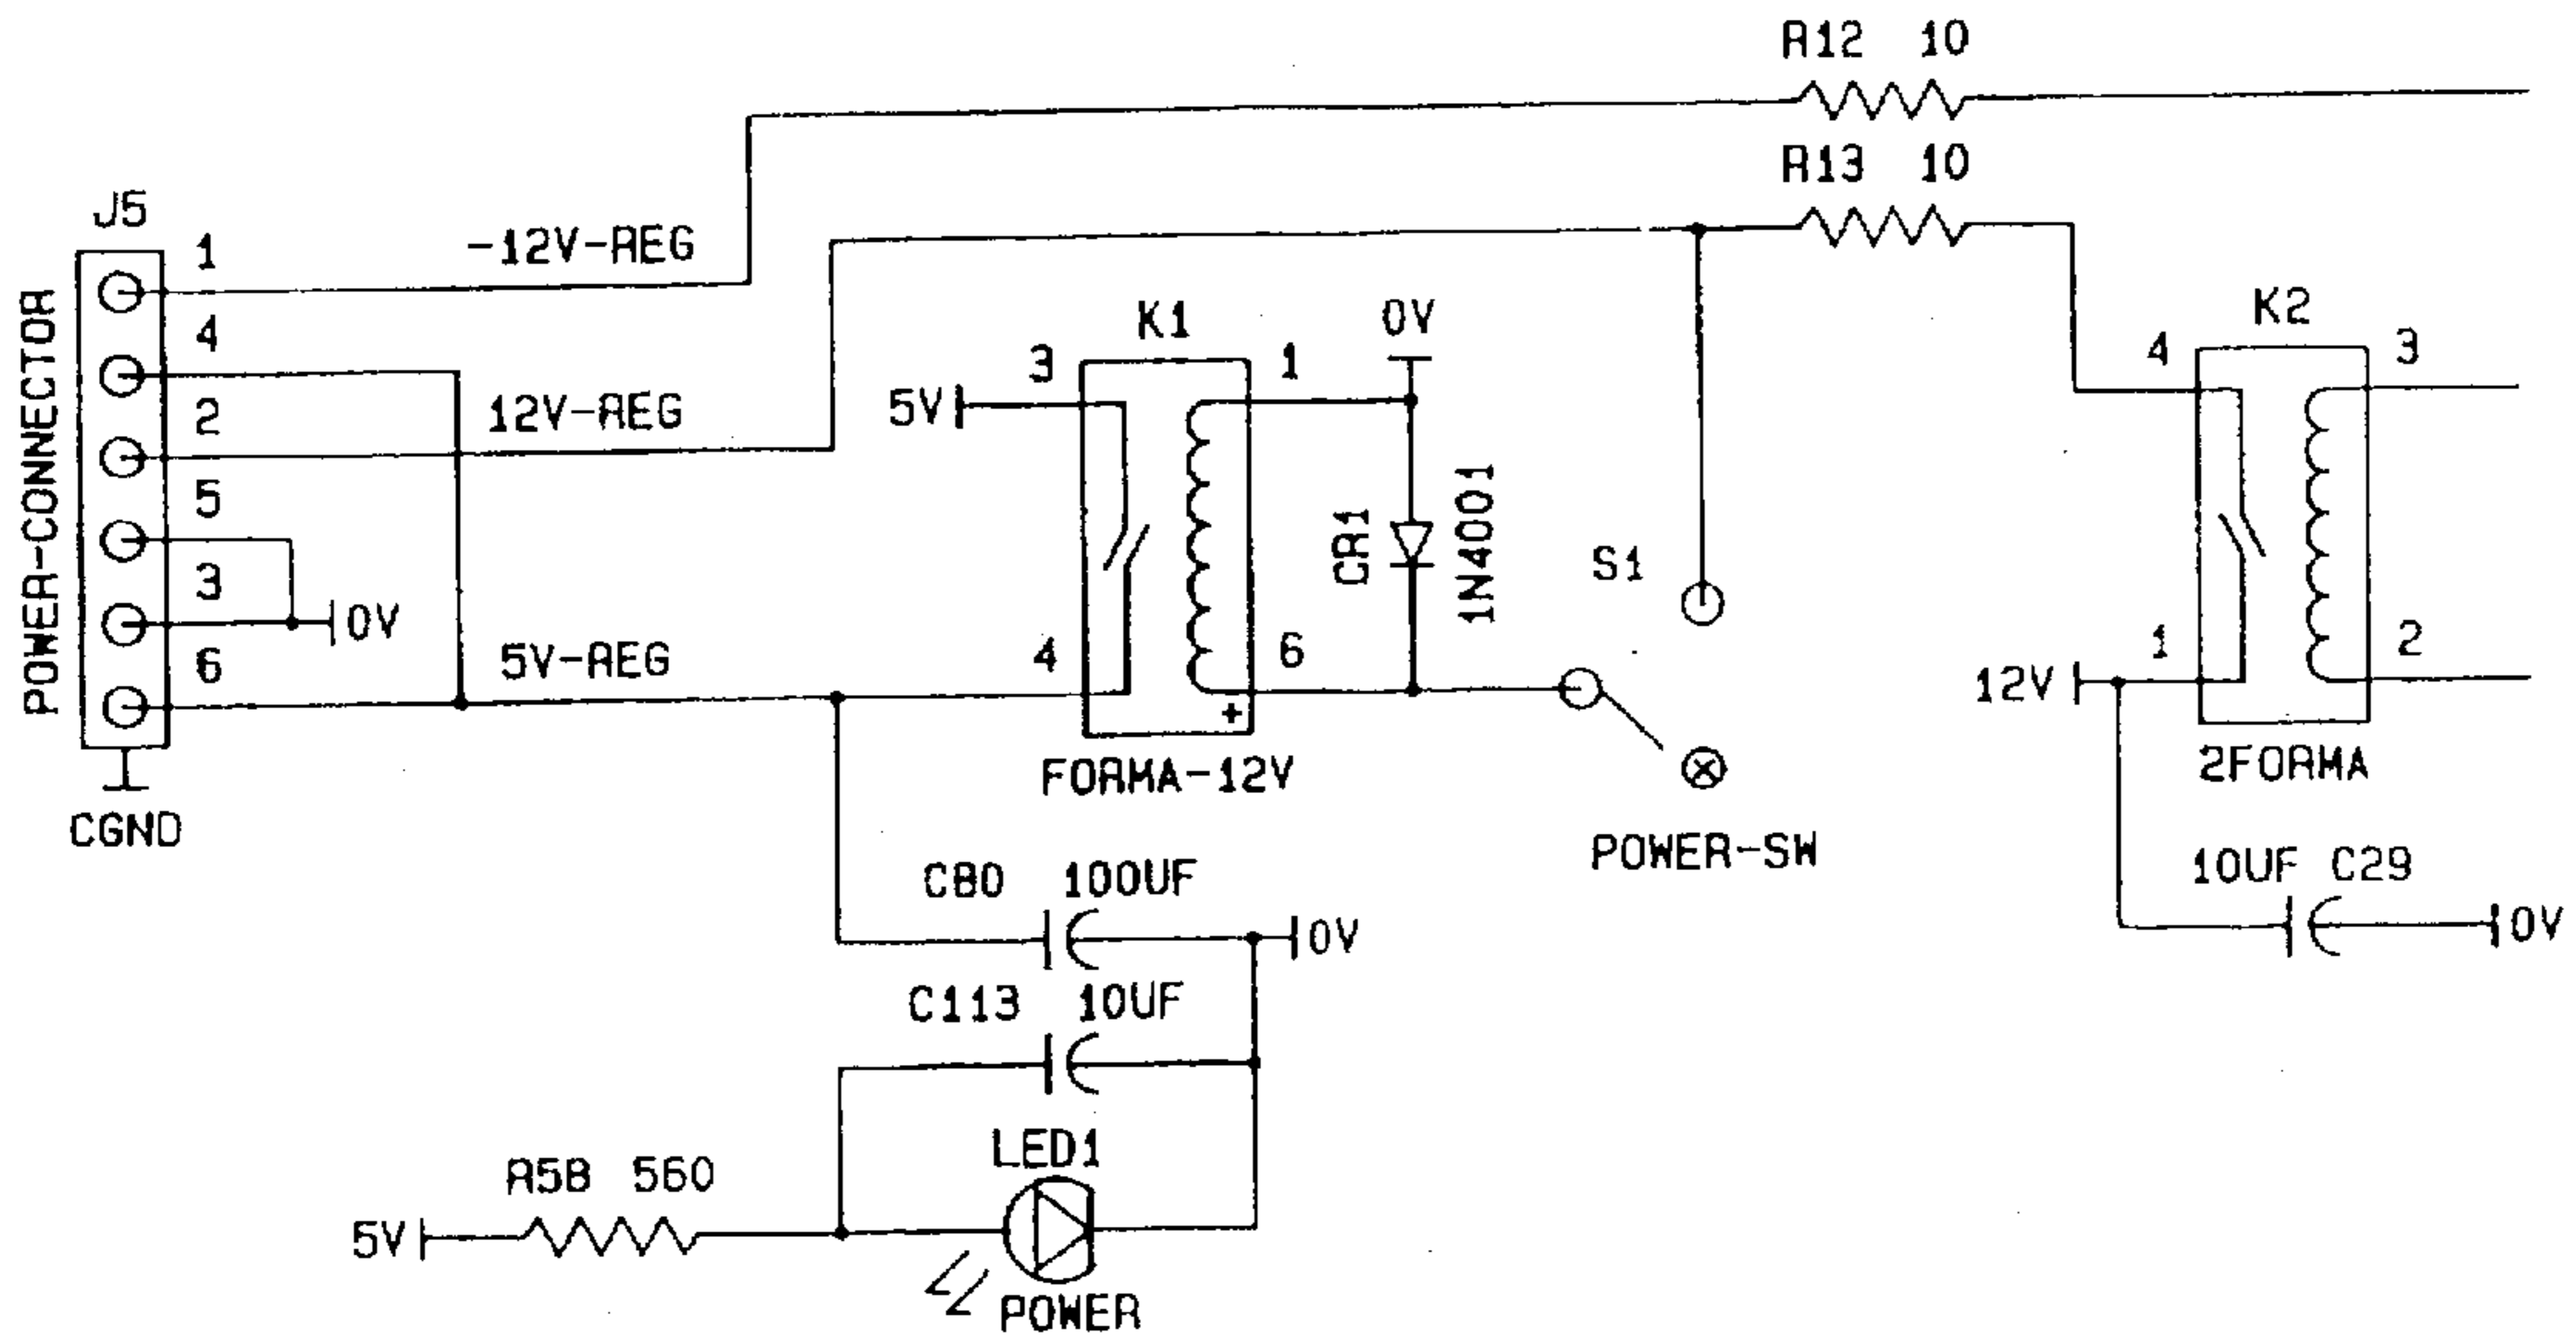 R12 10
R13 10
J5
POWER-CONNECTOR
1
-12V-REG
4
2
12V-REG
5
3
0V
6
5V-REG
CGND
K1
3
5V
1
0V
4
6
+
FORMA-12V
CR1
1N4001
S1
POWER-SW
K2
4
3
1
2
12V
2FORMA
10UF C29
0V
C80 100UF
0V
C113 10UF
LED1
R58 560
5V
POWER